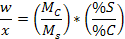 w/x = (M_C/M_s) * (%S/%C)